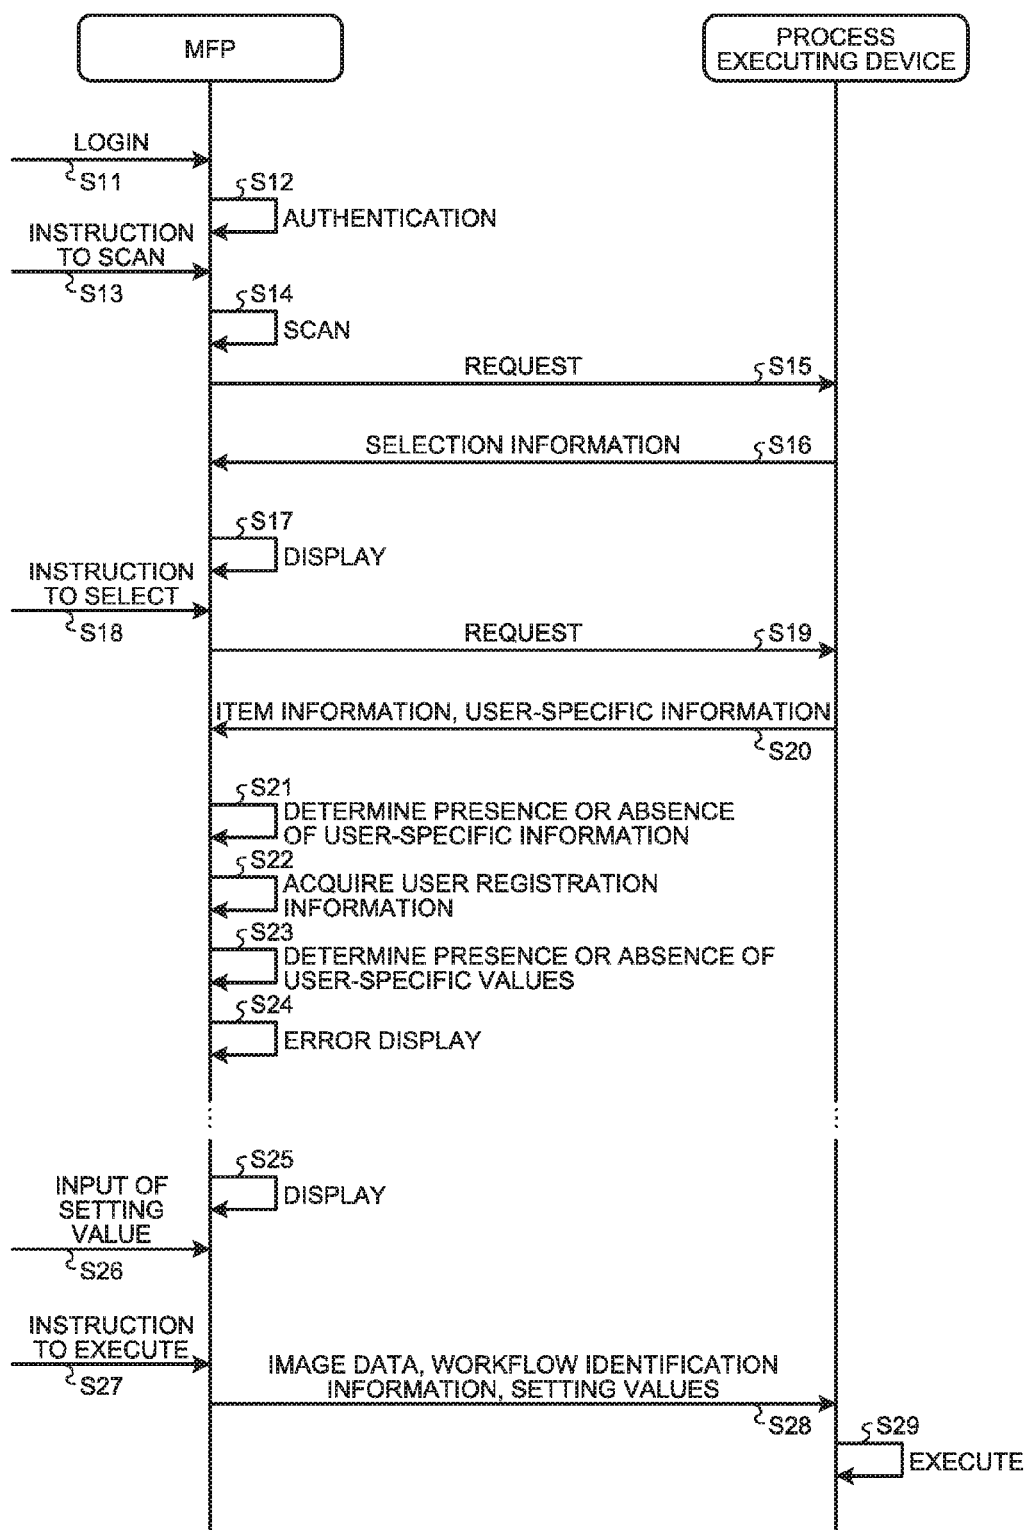 MFP
PROCESS
EXECUTING DEVICE
LOGIN
S11
S12
AUTHENTICATION
INSTRUCTION
TO SCAN
S13
S14
SCAN
REQUEST
S15
SELECTION INFORMATION
S16
S17
DISPLAY
INSTRUCTION
TO SELECT
S18
REQUEST
S19
ITEM INFORMATION, USER-SPECIFIC INFORMATION
S20
S21
DETERMINE PRESENCE OR ABSENCE
OF USER-SPECIFIC INFORMATION
S22
ACQUIRE USER REGISTRATION
INFORMATION
S23
DETERMINE PRESENCE OR ABSENCE OF
USER-SPECIFIC VALUES
S24
ERROR DISPLAY
S25
DISPLAY
INPUT OF
SETTING
VALUE
S26
INSTRUCTION
TO EXECUTE
S27
IMAGE DATA, WORKFLOW IDENTIFICATION
INFORMATION, SETTING VALUES
S28
S29
EXECUTE